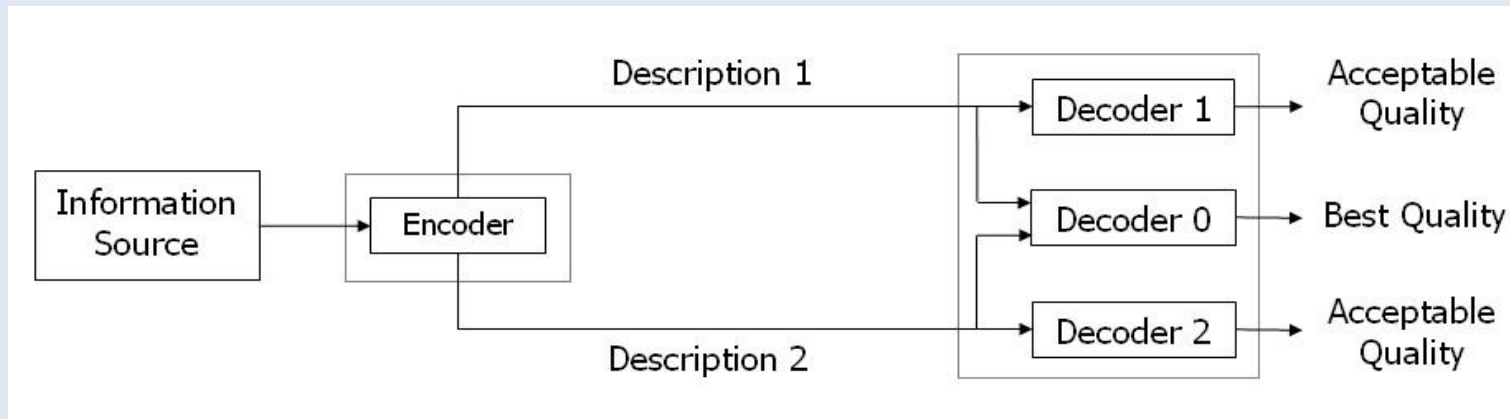 Information
Source
Encoder
Description 1
Description 2
Decoder 1
Decoder 0
Decoder 2
Acceptable
Quality
Best Quality
Acceptable
Quality